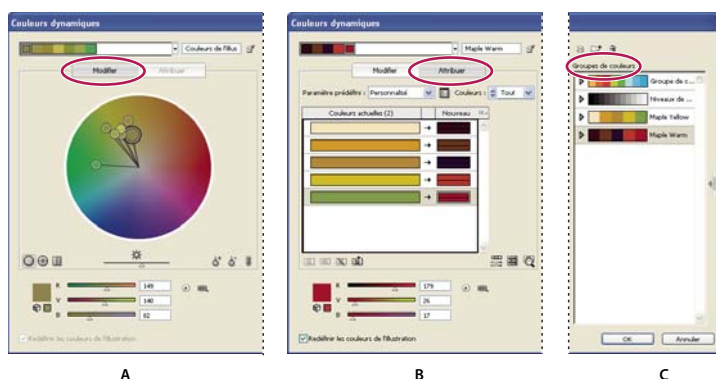 Couleurs dynamiques
Couleurs de l'illus
Modifier
Attribuer
R
149
V
140
B
82
Redéfinir les couleurs de l'illustration
A
Couleurs dynamiques
Maple Warm
Modifier
Attribuer
Paramètre prédéfini : Personnalisé
Couleurs : Tout
Couleurs actuelles (2)
Nouveau
R
179
V
26
B
17
Redéfinir les couleurs de l'illustration
B
Groupes de couleurs
Groupe de c...
Niveaux de ...
Maple Yellow
Maple Warm
OK
Annuler
C